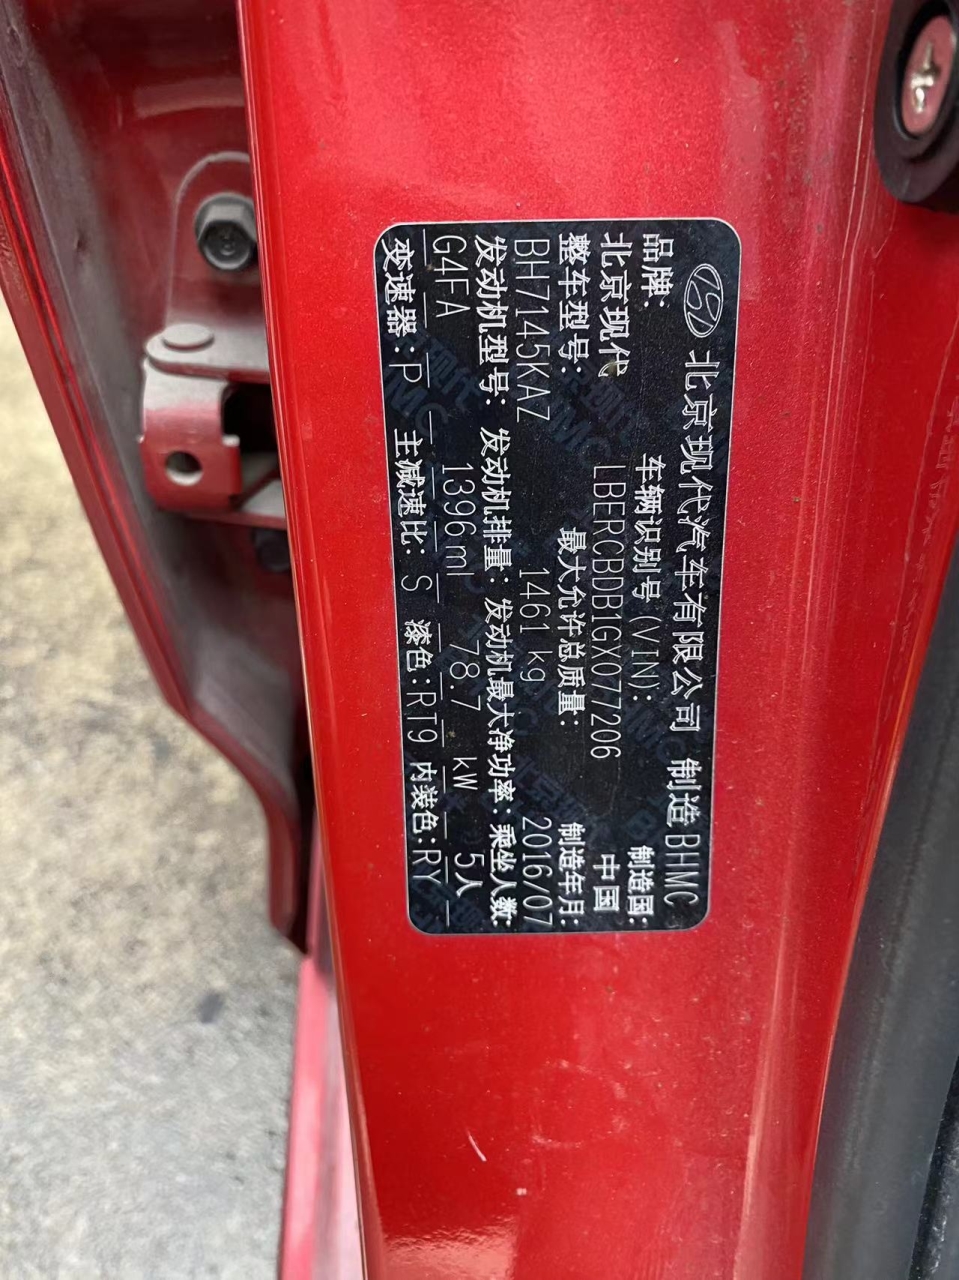 北京现代汽车有限公司 制造BHMC
品牌: 车辆识别号(VIN): 制造国:
北京现代 LBERCBDB1GX077206 中国
整车型号: 最大允许总质量: 制造年月:
BH7145KAZ 1461 kg 2016/07
发动机型号: 发动机排量: 发动机最大净功率: 乘坐人数:
G4FA 1396ml 78.7 kW 5人
变速器: P 主减速比: S 漆色:RT9 内装色:RY